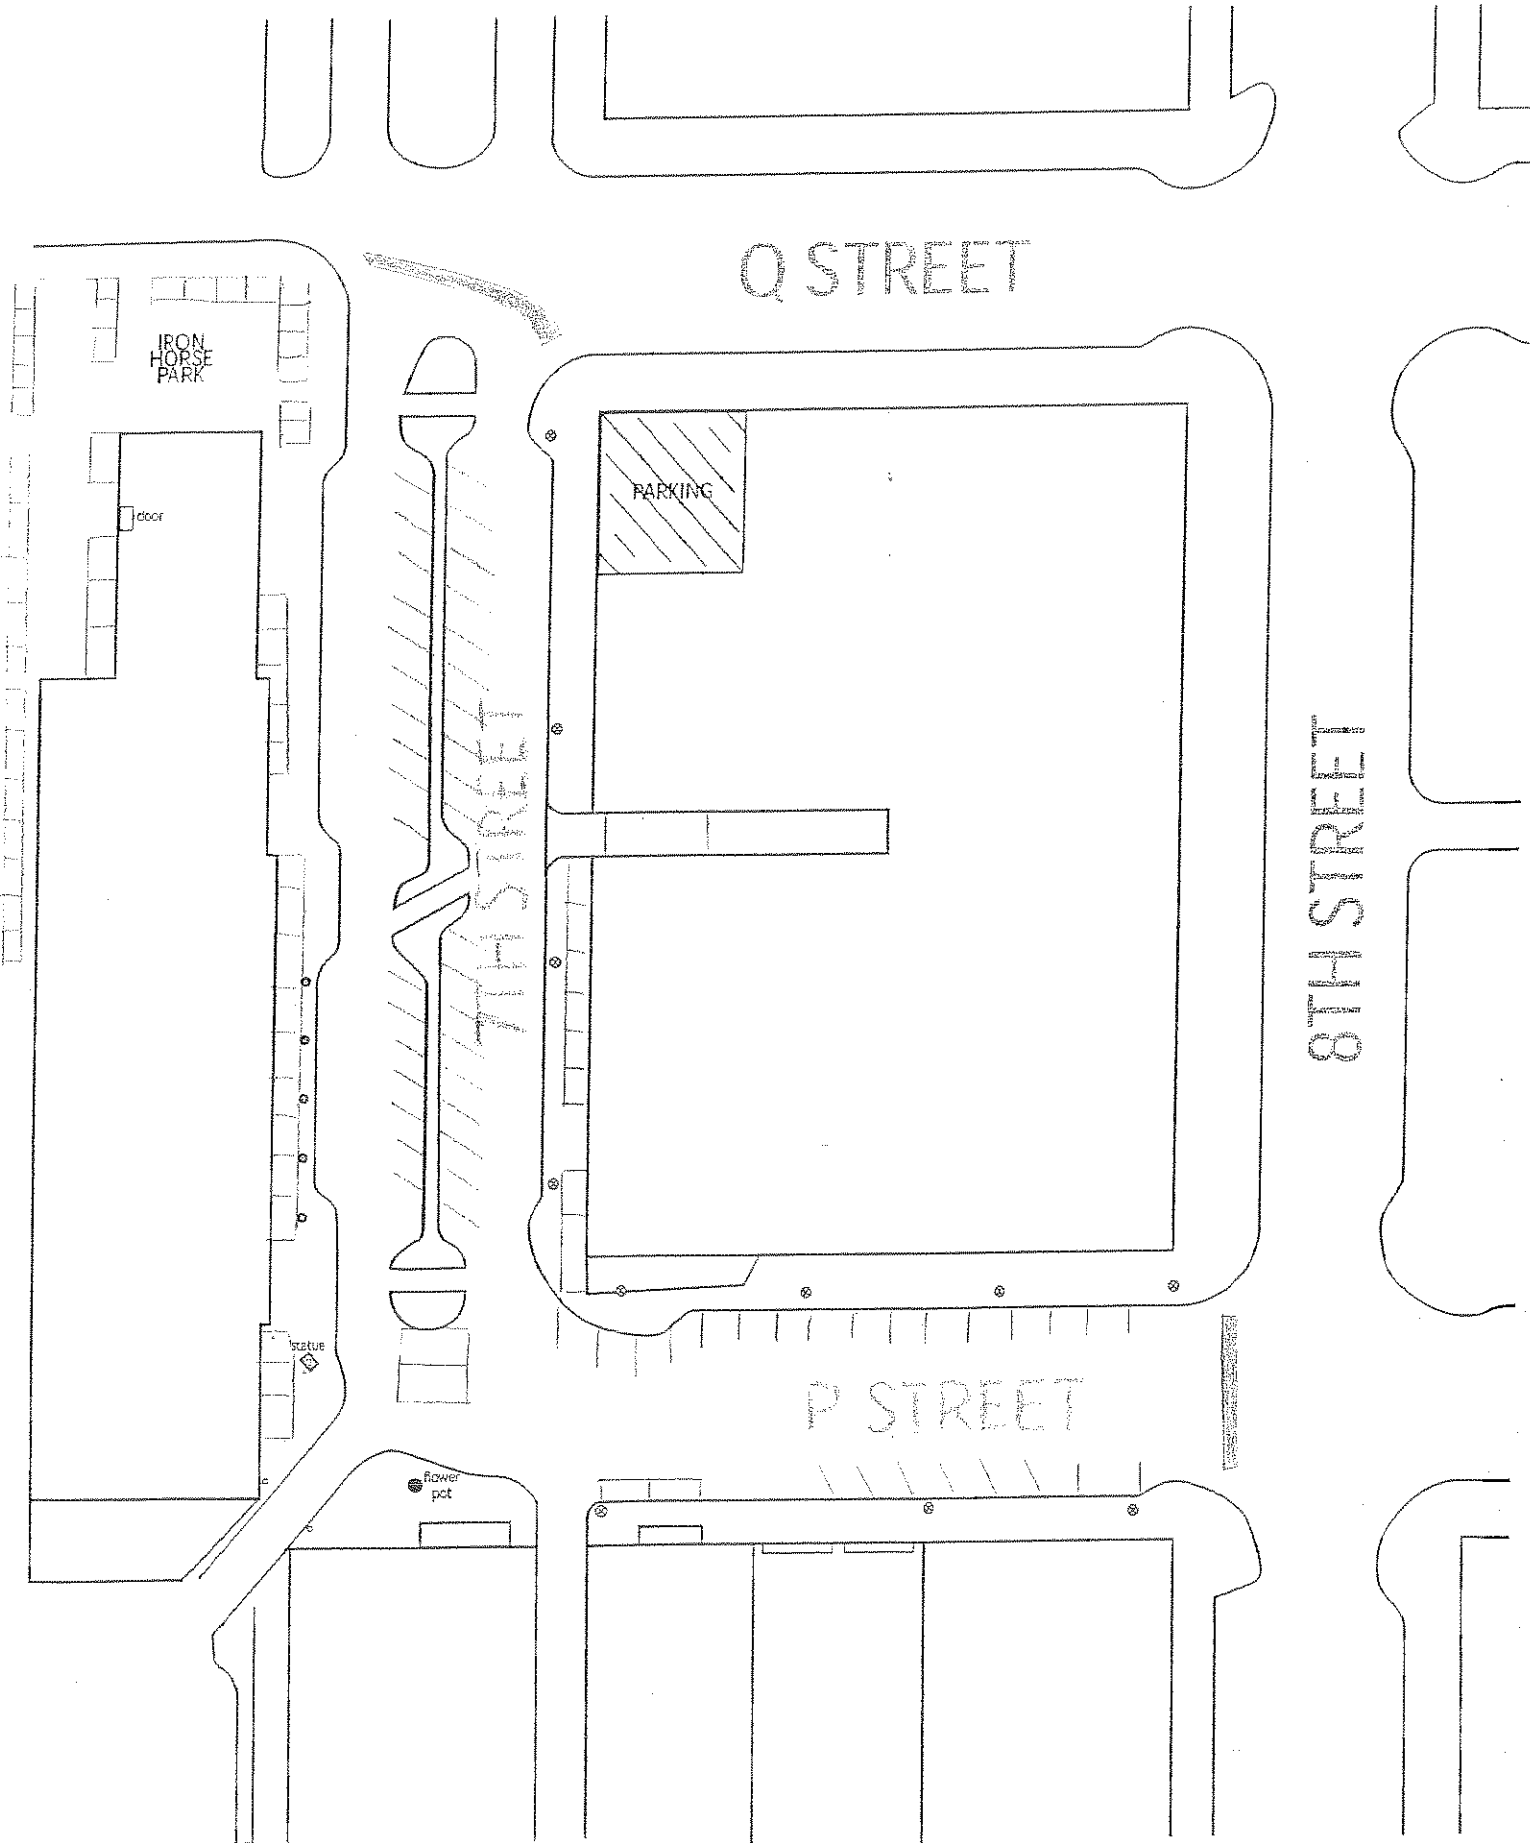 Q STREET
IRON
HORSE
PARK
PARKING
door
7TH STREET
8TH STREET
statue
P STREET
flower
pot